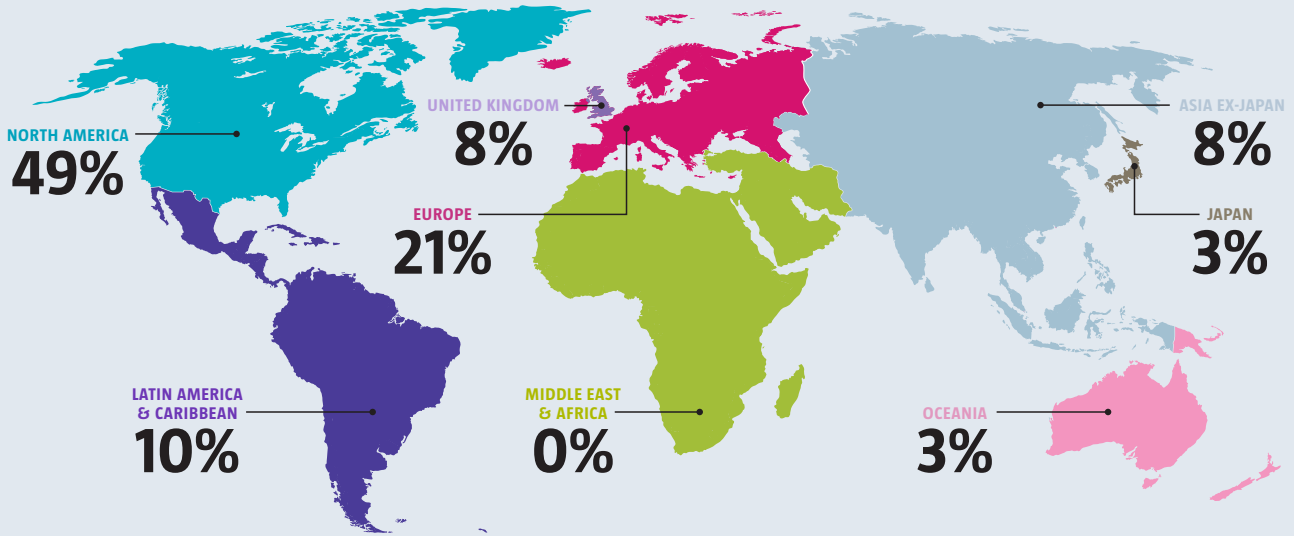 NORTH AMERICA
49%
UNITED KINGDOM
8%
EUROPE
21%
ASIA EX-JAPAN
8%
JAPAN
3%
LATIN AMERICA
& CARIBBEAN
10%
MIDDLE EAST
& AFRICA
0%
OCEANIA
3%